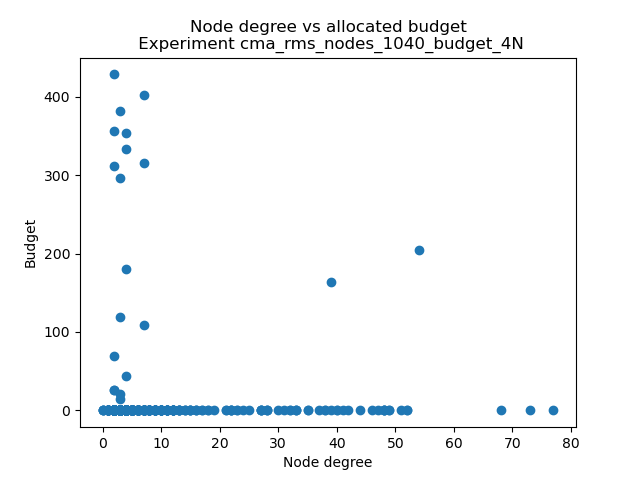 Node degree vs allocated budget
Experiment cma_rms_nodes_1040_budget_4N
400
300
200
100
0
Budget
0 10 20 30 40 50 60 70 80
Node degree